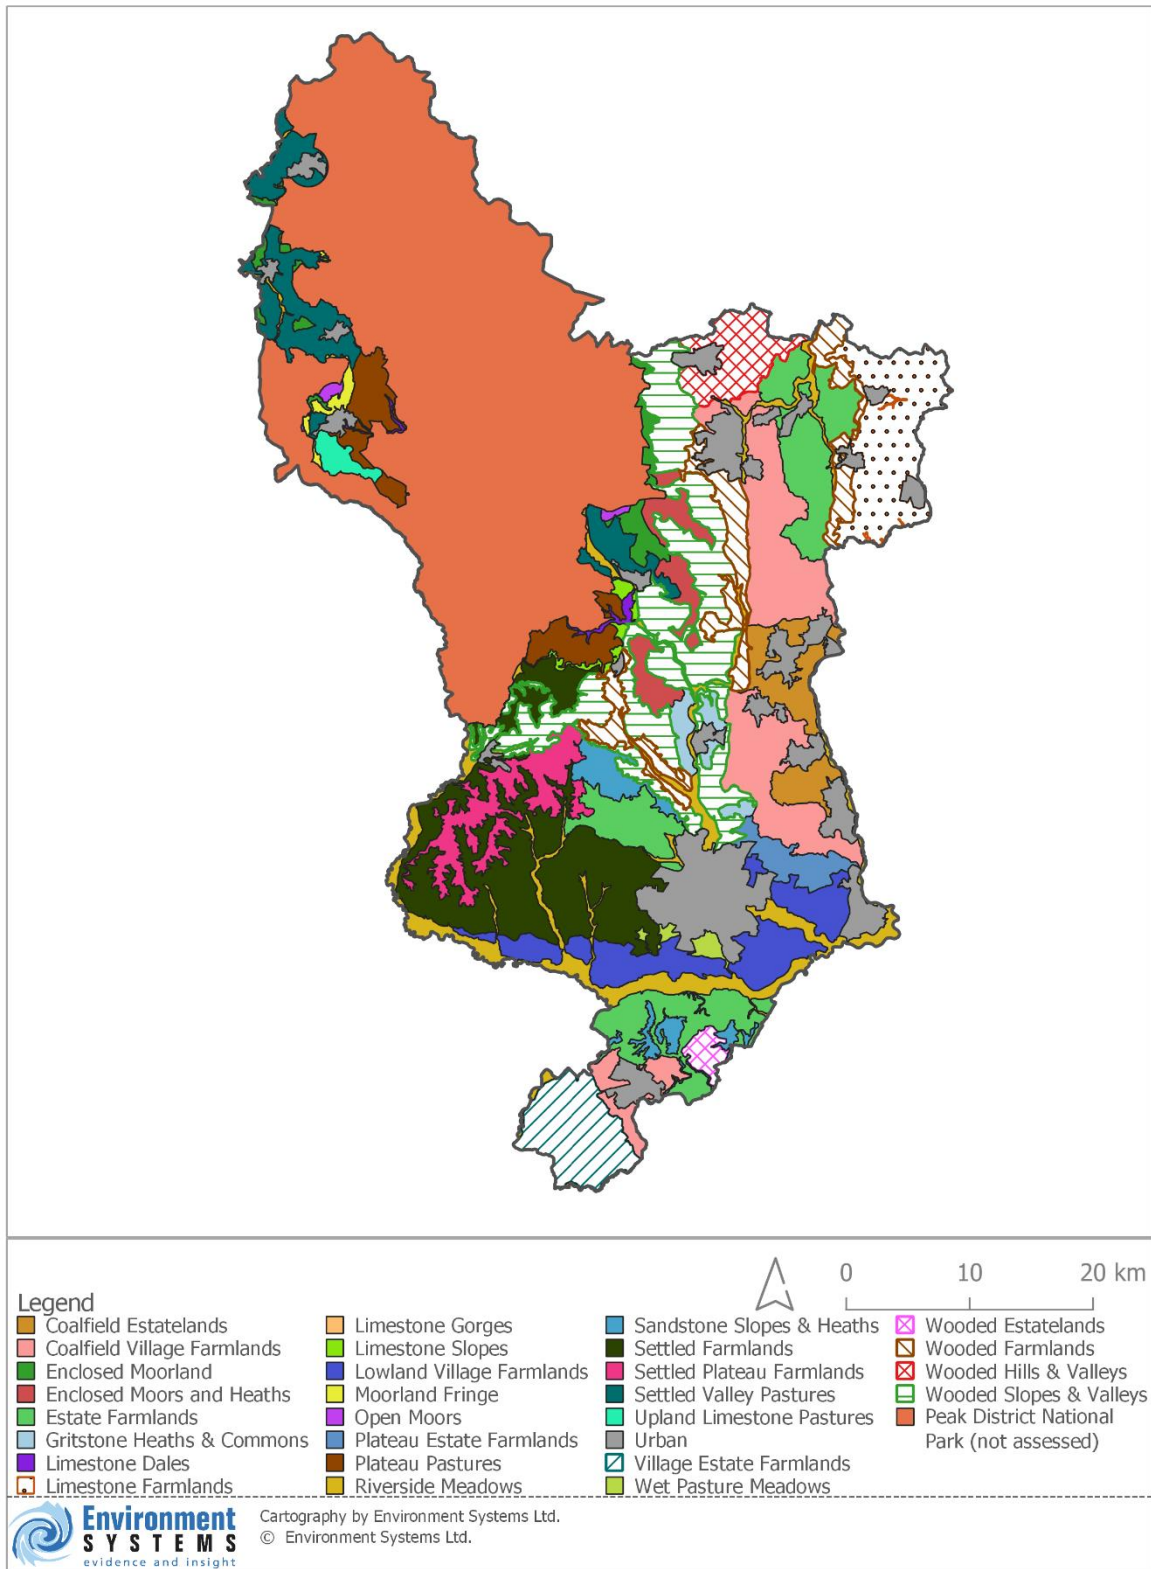 0 10 20 km
Legend
Coalfield Estatelands
Coalfield Village Farmlands
Enclosed Moorland
Enclosed Moors and Heaths
Estate Farmlands
Gritstone Heaths & Commons
Limestone Dales
Limestone Farmlands
Limestone Gorges
Limestone Slopes
Lowland Village Farmlands
Moorland Fringe
Open Moors
Plateau Estate Farmlands
Plateau Pastures
Riverside Meadows
Sandstone Slopes & Heaths
Settled Farmlands
Settled Plateau Farmlands
Settled Valley Pastures
Upland Limestone Pastures
Urban
Village Estate Farmlands
Wet Pasture Meadows
Wooded Estatelands
Wooded Farmlands
Wooded Hills & Valleys
Wooded Slopes & Valleys
Peak District National
Park (not assessed)
Environment
SYSTEMS
evidence and insight
Cartography by Environment Systems Ltd.
© Environment Systems Ltd.